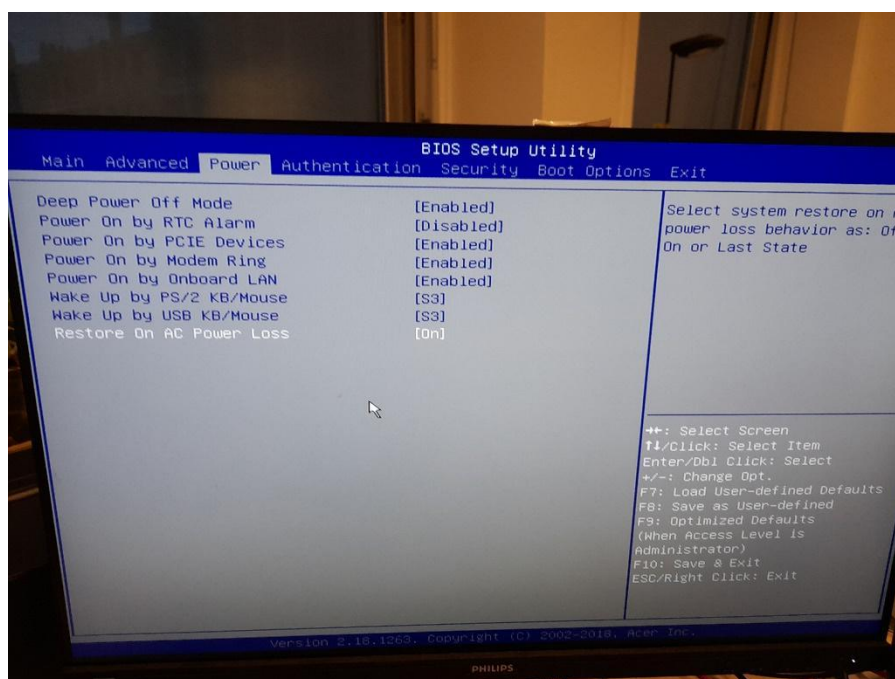 BIOS Setup Utility
Main Advanced Power Authentication Security Boot Options Exit
Deep Power Off Mode [Enabled]
Power On by RTC Alarm [Disabled]
Power On by PCIE Devices [Enabled]
Power On by Modem Ring [Enabled]
Power On by Onboard LAN [Enabled]
Wake Up by PS/2 KB/Mouse [S3]
Wake Up by USB KB/Mouse [S3]
Restore On AC Power Loss [On]
Select system restore on
power loss behavior as:
On or Last State
: Select Screen
↑↓/Click: Select Item
Enter/Dbl Click: Select
+/-: Change Opt.
F7: Load User-defined Defaults
F8: Save as User-defined
F9: Optimized Defaults
(When Access Level is
Administrator)
F10: Save & Exit
ESC/Right Click: Exit
Version 2.18.1263. Copyright (C) 2002-2018, Acer Inc.
PHILIPS